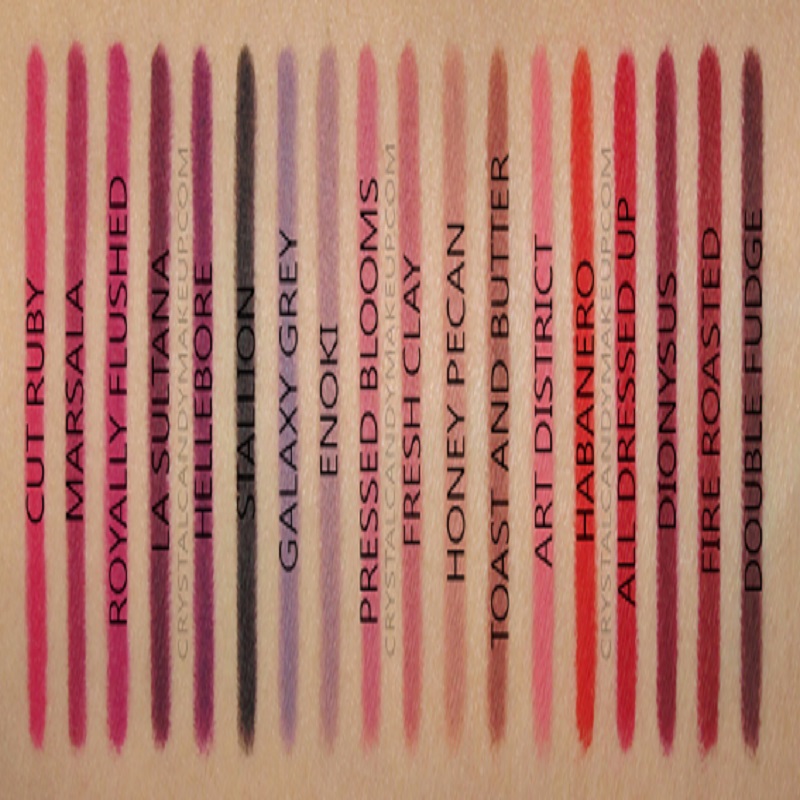 CUT RUBY
MARSALA
ROYALLY FLUSHED
LA SULTANA
CRYSTALCANDYMAKEUP.COM
HELLEBORE
STALLION
GALAXY GREY
ENOKI
PRESSED BLOOMS
CRYSTALCANDYMAKEUP.COM
FRESH CLAY
HONEY PECAN
TOAST AND BUTTER
ART DISTRICT
HABANERO
CRYSTALCANDYMAKEUP.COM
ALL DRESSED UP
DIONYSUS
FIRE ROASTED
DOUBLE FUDGE